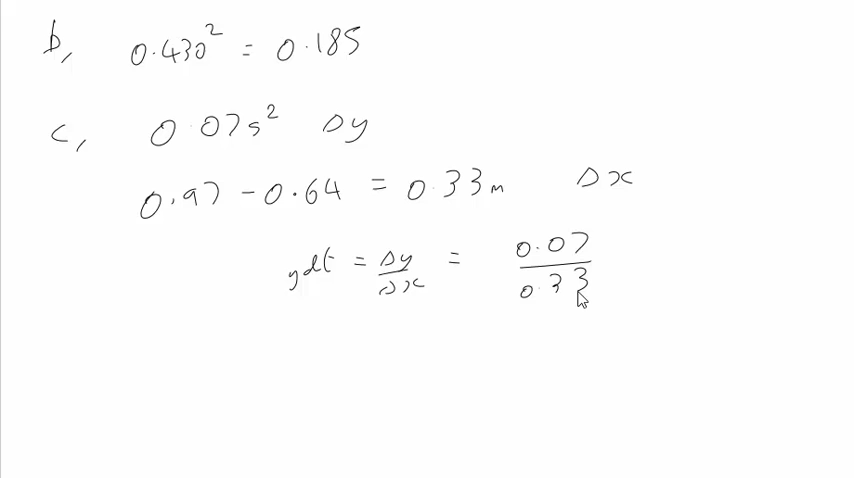 b, 0.430² = 0.185
c, 0.07s² Δy
0.97 - 0.64 = 0.33m Δx
= Δy/Δx = 0.07/0.33